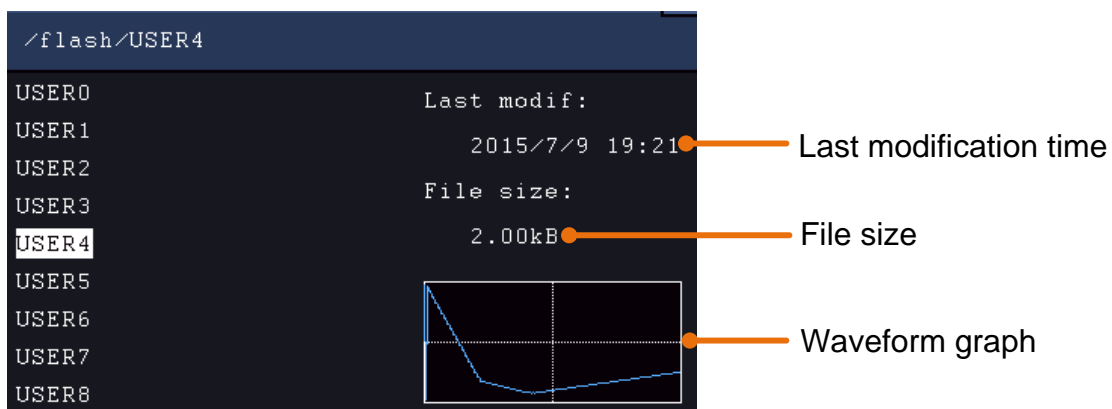 /flash/USER4
USER0
USER1
USER2
USER3
USER4
USER5
USER6
USER7
USER8
Last modif:
2015/7/9 19:21
File size:
2.00kB
Last modification time
File size
Waveform graph